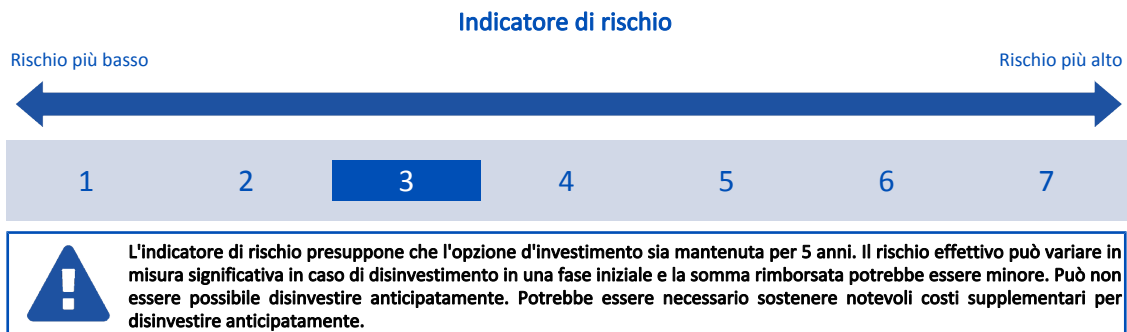 Indicatore di rischio
Rischio più basso Rischio più alto
1 2 3 4 5 6 7
L'indicatore di rischio presuppone che l'opzione d'investimento sia mantenuta per 5 anni. Il rischio effettivo può variare in
misura significativa in caso di disinvestimento in una fase iniziale e la somma rimborsata potrebbe essere minore. Può non
essere possibile disinvestire anticipatamente. Potrebbe essere necessario sostenere notevoli costi supplementari per
disinvestire anticipatamente.